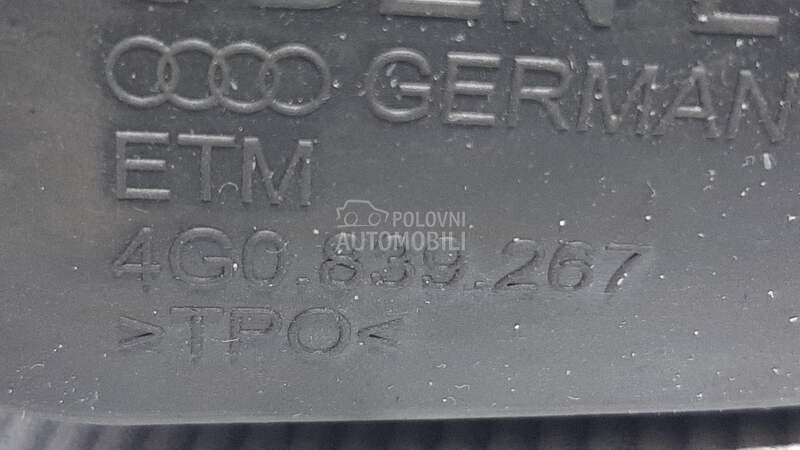 GERMAN
ETM
POLOVNI
AUTOMOBILI
4G0.839.267
>TPO<